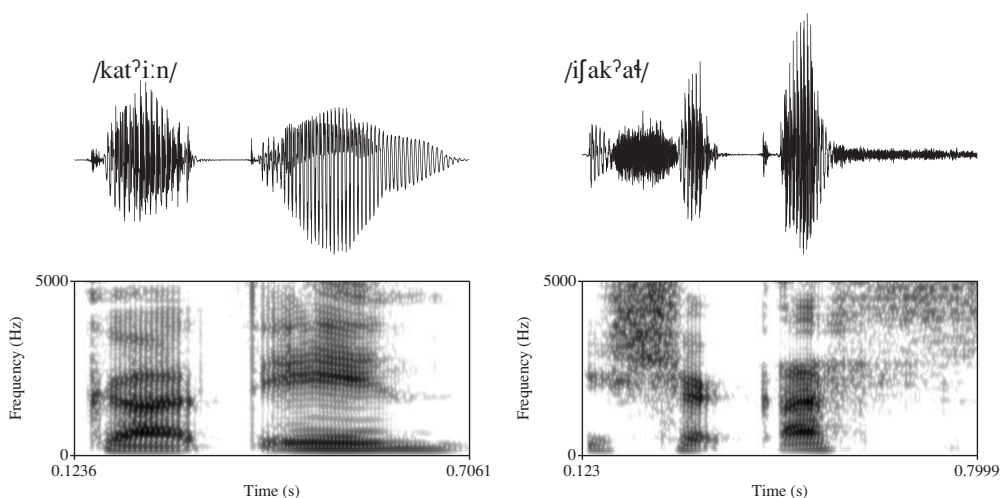 /katˀiːn/
/iʃakˀaɬ/
5000
Frequency (Hz)
0
0.1236
0.7061
Time (s)
5000
Frequency (Hz)
0
0.123
0.7999
Time (s)